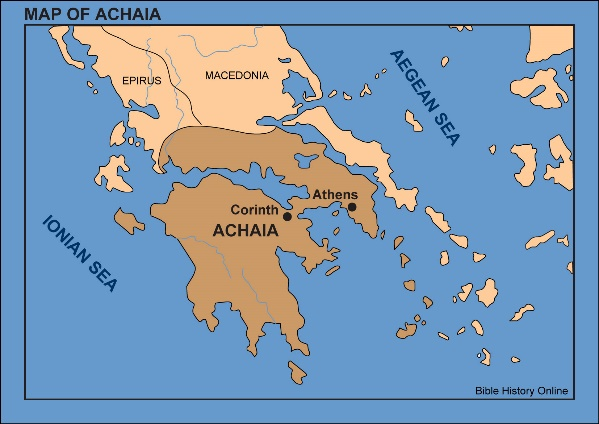 MAP OF ACHAIA
EPIRUS
MACEDONIA
AEGEAN SEA
Athens
Corinth
ACHAIA
IONIAN SEA
Bible History Online